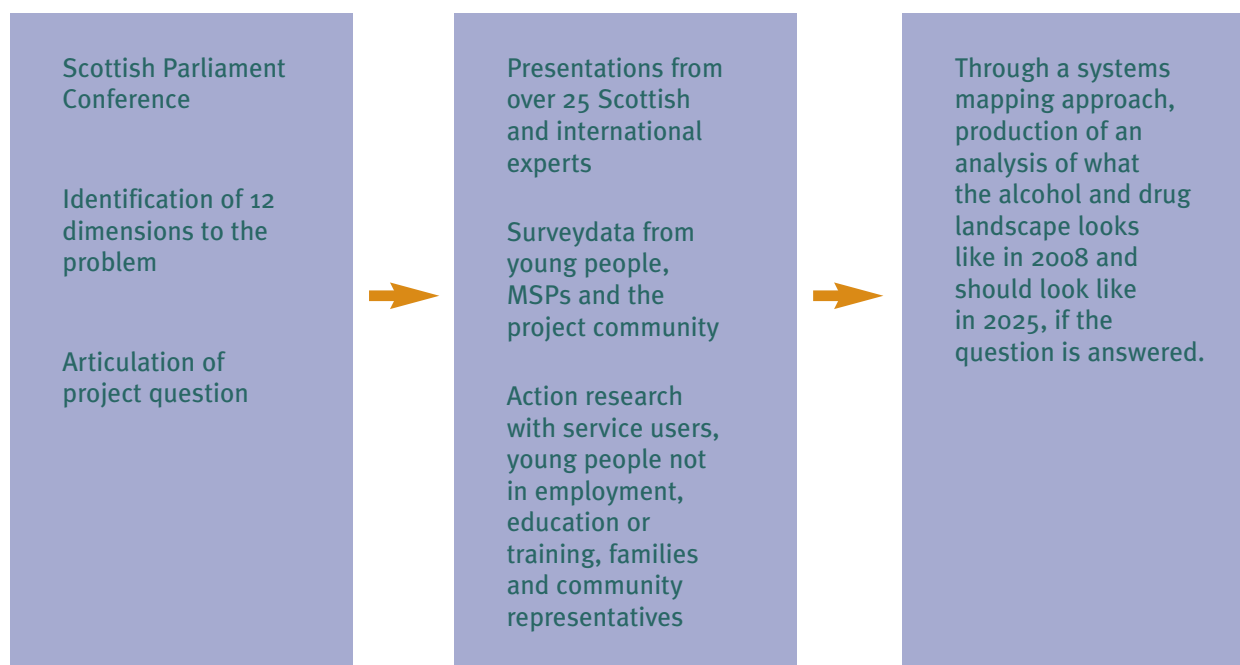 Scottish Parliament
Conference
Identification of 12
dimensions to the
problem
Articulation of
project question
Presentations from
over 25 Scottish
and international
experts
Surveydata from
young people,
MSPs and the
project community
Action research
with service users,
young people not
in employment,
education or
training, families
and community
representatives
Through a systems
mapping approach,
production of an
analysis of what
the alcohol and drug
landscape looks
like in 2008 and
should look like
in 2025, if the
question is answered.